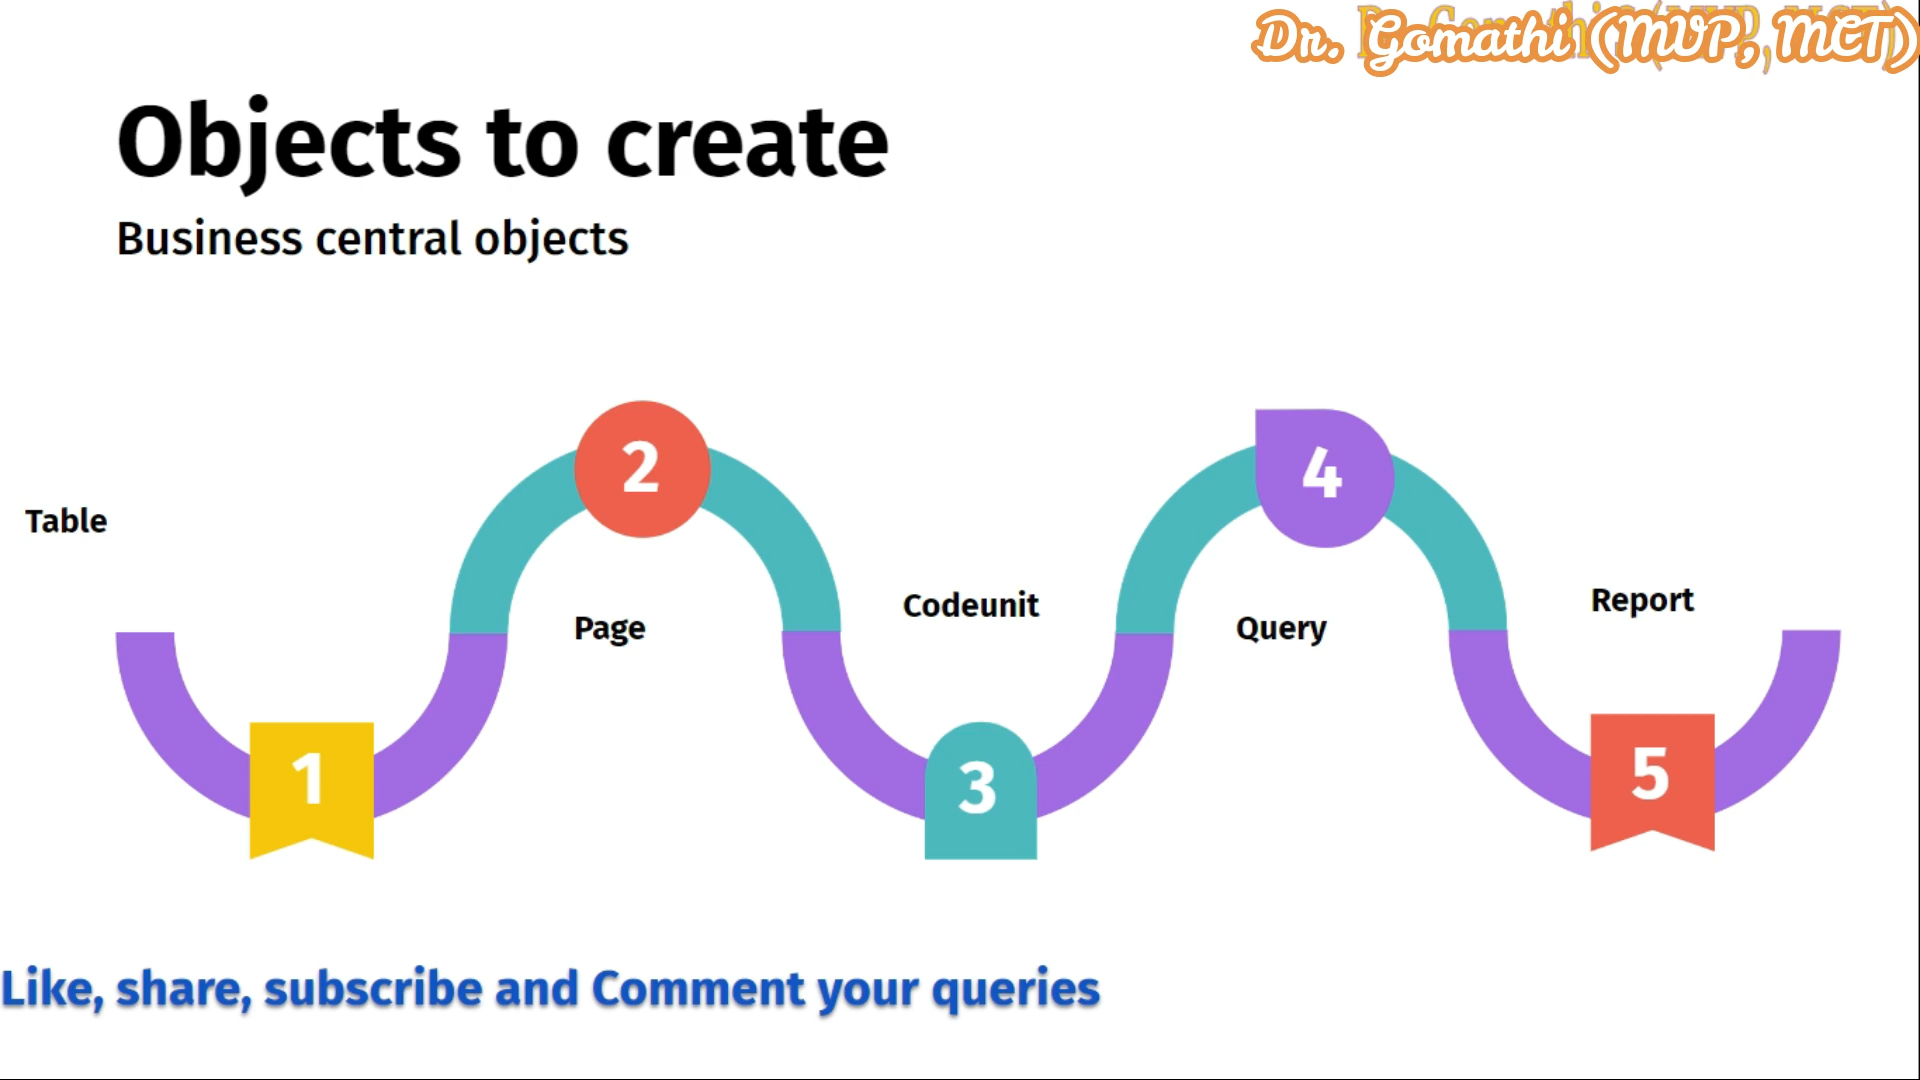 Dr. Gomathi (MVP, MCT)
Objects to create
Business central objects
Table
1
2
Page
Codeunit
3
4
Query
Report
5
Like, share, subscribe and Comment your queries